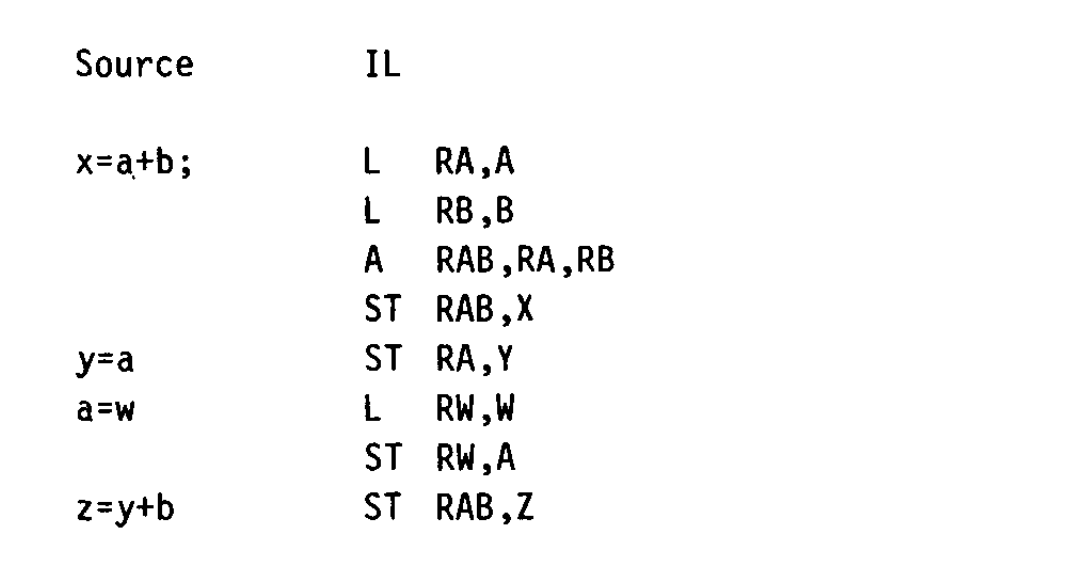 Source IL
x=a+b; L RA,A
L RB,B
A RAB,RA,RB
ST RAB,X
y=a ST RA,Y
a=w L RW,W
ST RW,A
z=y+b ST RAB,Z